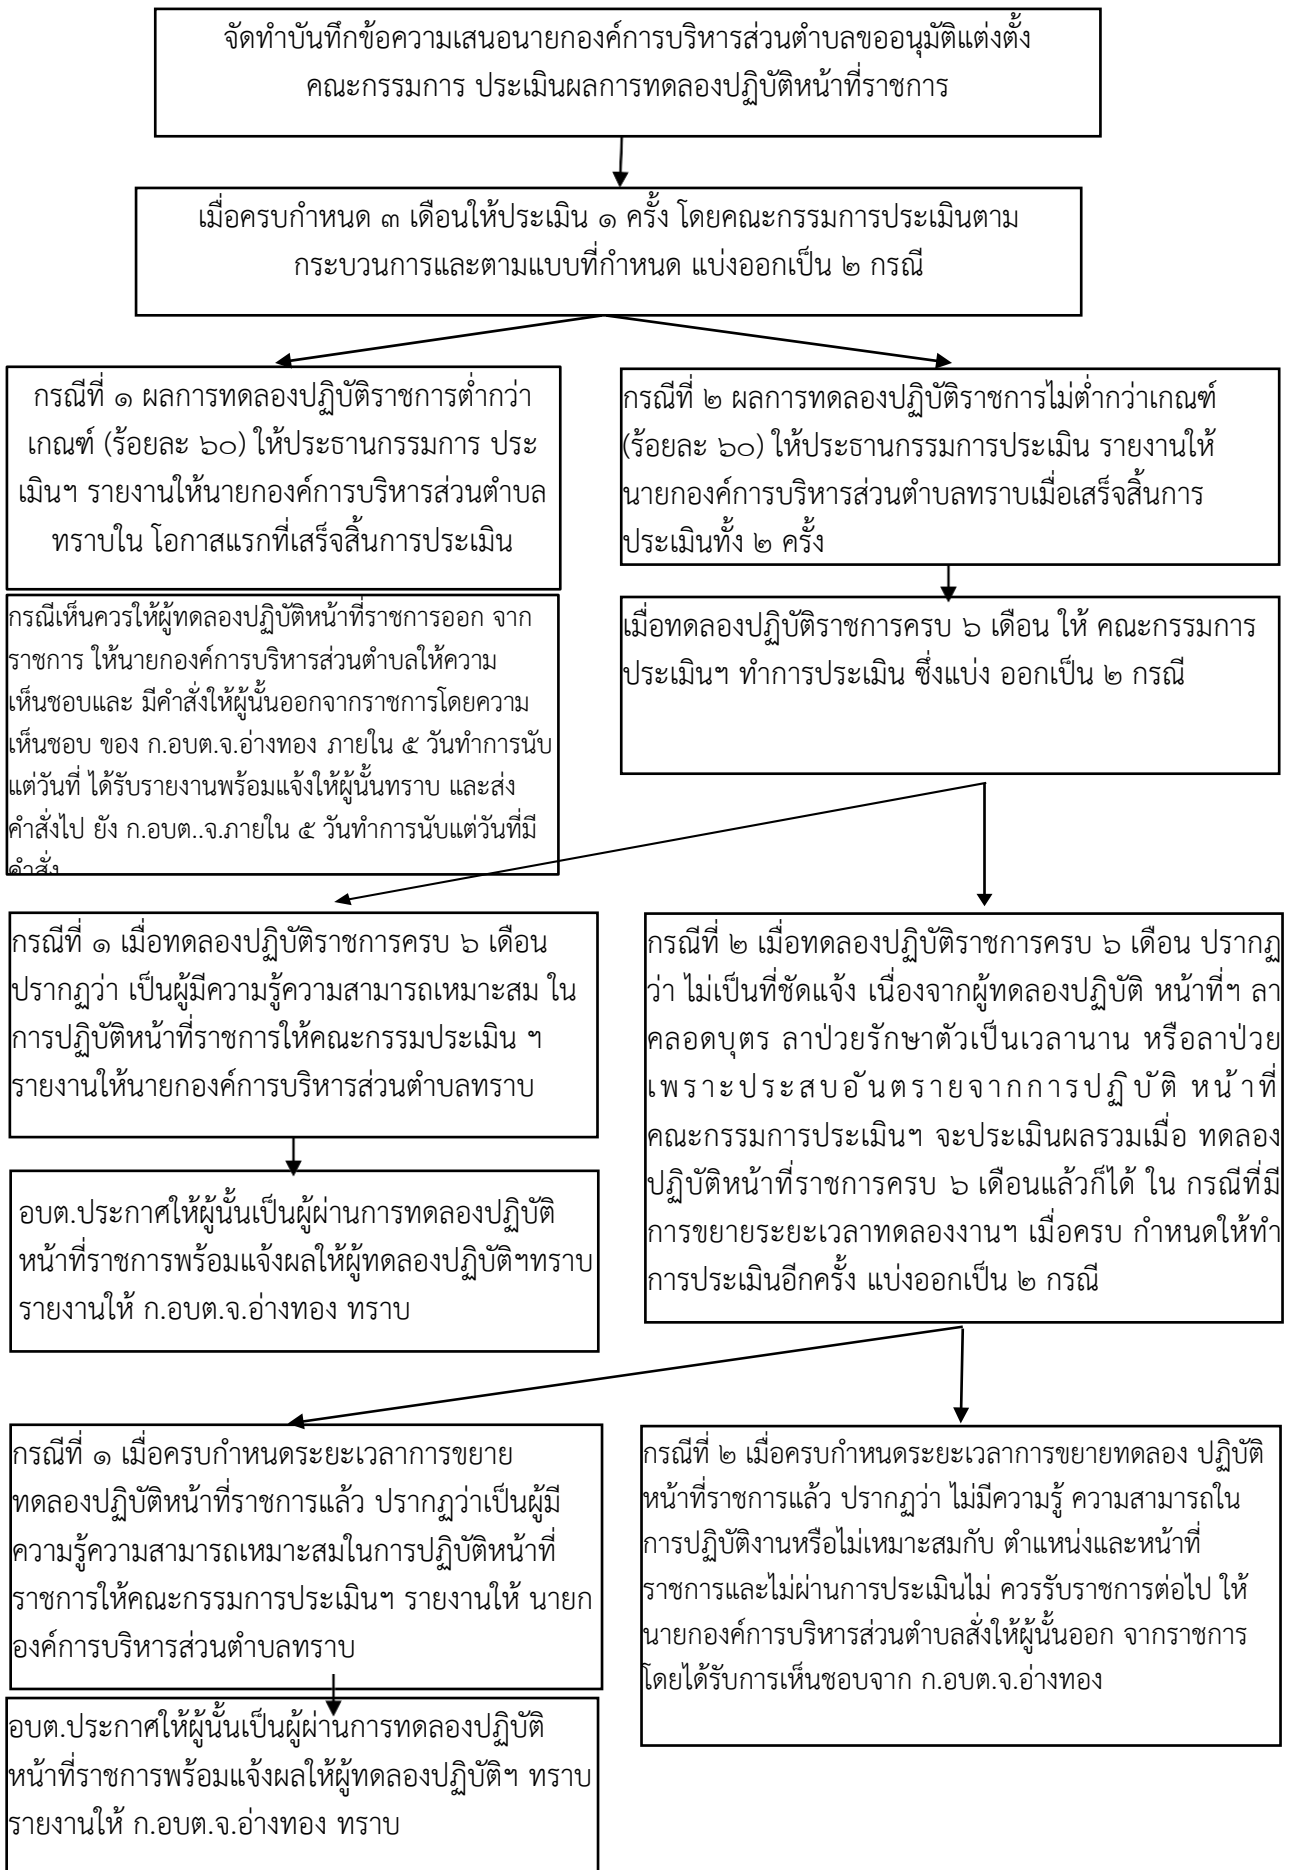 จัดทำบันทึกข้อความเสนอนายกองค์การบริหารส่วนตำบลขออนุมัติแต่งตั้ง
คณะกรรมการ ประเมินผลการทดลองปฏิบัติหน้าที่ราชการ
เมื่อครบกำหนด ๓ เดือนให้ประเมิน ๑ ครั้ง โดยคณะกรรมการประเมินตาม
กระบวนการและตามแบบที่กำหนด แบ่งออกเป็น ๒ กรณี
กรณีที่ ๑ ผลการทดลองปฏิบัติราชการต่ำกว่า
เกณฑ์ (ร้อยละ ๖๐) ให้ประธานกรรมการ ประ
เมินฯ รายงานให้นายกองค์การบริหารส่วนตำบล
ทราบใน โอกาสแรกที่เสร็จสิ้นการประเมิน
กรณีที่ ๒ ผลการทดลองปฏิบัติราชการไม่ต่ำกว่าเกณฑ์
(ร้อยละ ๖๐) ให้ประธานกรรมการประเมิน รายงานให้
นายกองค์การบริหารส่วนตำบลทราบเมื่อเสร็จสิ้นการ
ประเมินทั้ง ๒ ครั้ง
กรณีเห็นควรให้ผู้ทดลองปฏิบัติหน้าที่ราชการออก จาก
ราชการ ให้นายกองค์การบริหารส่วนตำบลให้ความ
เห็นชอบและ มีคำสั่งให้ผู้นั้นออกจากราชการโดยความ
เห็นชอบ ของ ก.อบต.จ.อ่างทอง ภายใน ๕ วันทำการนับ
แต่วันที่ ได้รับรายงานพร้อมแจ้งให้ผู้นั้นทราบ และส่ง
คำสั่งไป ยัง ก.อบต..จ.ภายใน ๕ วันทำการนับแต่วันที่มี
คำสั่ง
เมื่อทดลองปฏิบัติราชการครบ ๖ เดือน ให้ คณะกรรมการ
ประเมินฯ ทำการประเมิน ซึ่งแบ่ง ออกเป็น ๒ กรณี
กรณีที่ ๑ เมื่อทดลองปฏิบัติราชการครบ ๖ เดือน
ปรากฏว่า เป็นผู้มีความรู้ความสามารถเหมาะสม ใน
การปฏิบัติหน้าที่ราชการให้คณะกรรมประเมิน ฯ
รายงานให้นายกองค์การบริหารส่วนตำบลทราบ
กรณีที่ ๒ เมื่อทดลองปฏิบัติราชการครบ ๖ เดือน ปรากฏ
ว่า ไม่เป็นที่ชัดแจ้ง เนื่องจากผู้ทดลองปฏิบัติ หน้าที่ฯ ลา
คลอดบุตร ลาป่วยรักษาตัวเป็นเวลานาน หรือลาป่วย
เพราะประสบอันตรายจากการปฏิบัติ หน้าที่
คณะกรรมการประเมินฯ จะประเมินผลรวมเมื่อ ทดลอง
ปฏิบัติหน้าที่ราชการครบ ๖ เดือนแล้วก็ได้ ใน กรณีที่มี
การขยายระยะเวลาทดลองงานฯ เมื่อครบ กำหนดให้ทำ
การประเมินอีกครั้ง แบ่งออกเป็น ๒ กรณี
อบต.ประกาศให้ผู้นั้นเป็นผู้ผ่านการทดลองปฏิบัติ
หน้าที่ราชการพร้อมแจ้งผลให้ผู้ทดลองปฏิบัติฯทราบ
รายงานให้ ก.อบต.จ.อ่างทอง ทราบ
กรณีที่ ๑ เมื่อครบกำหนดระยะเวลาการขยาย
ทดลองปฏิบัติหน้าที่ราชการแล้ว ปรากฏว่าเป็นผู้มี
ความรู้ความสามารถเหมาะสมในการปฏิบัติหน้าที่
ราชการให้คณะกรรมการประเมินฯ รายงานให้ นายก
องค์การบริหารส่วนตำบลทราบ
กรณีที่ ๒ เมื่อครบกำหนดระยะเวลาการขยายทดลอง ปฏิบัติ
หน้าที่ราชการแล้ว ปรากฏว่า ไม่มีความรู้ ความสามารถใน
การปฏิบัติงานหรือไม่เหมาะสมกับ ตำแหน่งและหน้าที่
ราชการและไม่ผ่านการประเมินไม่ ควรรับราชการต่อไป ให้
นายกองค์การบริหารส่วนตำบลสั่งให้ผู้นั้นออก จากราชการ
โดยได้รับการเห็นชอบจาก ก.อบต.จ.อ่างทอง
อบต.ประกาศให้ผู้นั้นเป็นผู้ผ่านการทดลองปฏิบัติ
หน้าที่ราชการพร้อมแจ้งผลให้ผู้ทดลองปฏิบัติฯ ทราบ
รายงานให้ ก.อบต.จ.อ่างทอง ทราบ